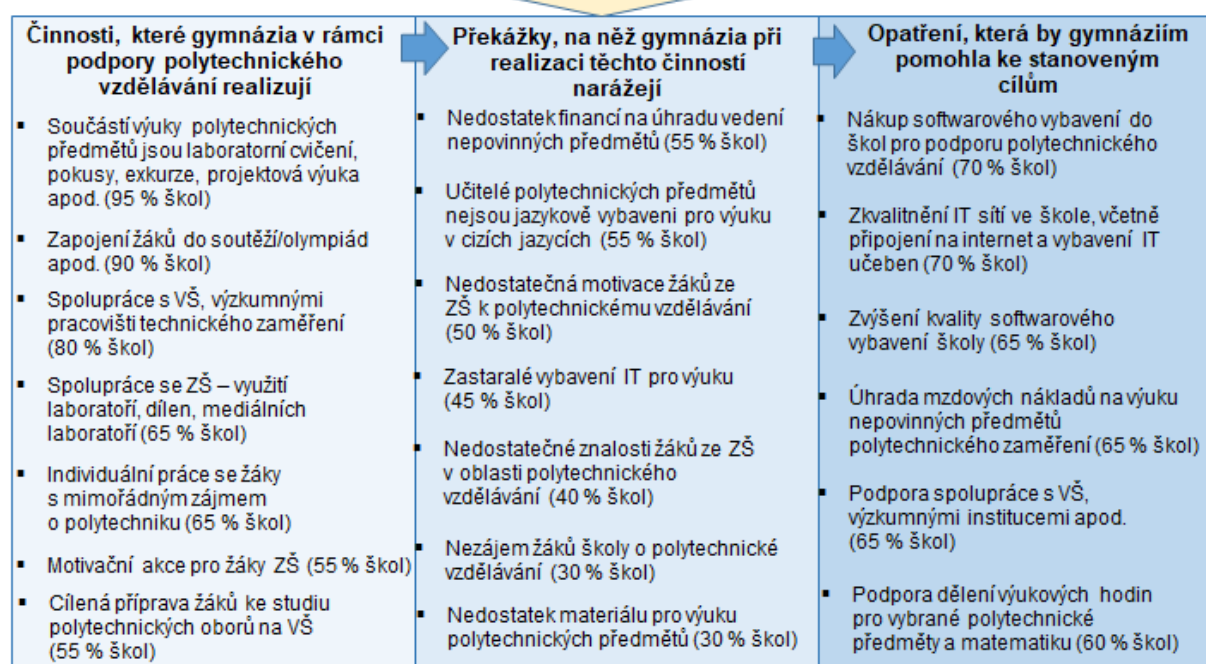 Činnosti, které gymnázia v rámci
podpory polytechnického
vzdělávání realizují
▪ Součástí výuky polytechnických
předmětů jsou laboratorní cvičení,
pokusy, exkurze, projektová výuka
apod. (95 % škol)
▪ Zapojení žáků do soutěží/olympiád
apod. (90 % škol)
▪ Spolupráce s VŠ, výzkumnými
pracovišti technického zaměření
(80 % škol)
▪ Spolupráce se ZŠ – využití
laboratoří, dílen, mediálních
laboratoří (65 % škol)
▪ Individuální práce se žáky
s mimořádným zájmem
o polytechniku (65 % škol)
▪ Motivační akce pro žáky ZŠ (55 % škol)
▪ Cílená příprava žáků ke studiu
polytechnických oborů na VŠ
(55 % škol)
Překážky, na něž gymnázia při
realizaci těchto činností
narážejí
▪ Nedostatek financí na úhradu vedení
nepovinných předmětů (55 % škol)
▪ Učitelé polytechnických předmětů
nejsou jazykově vybaveni pro výuku
v cizích jazycích (55 % škol)
▪ Nedostatečná motivace žáků ze
ZŠ k polytechnickému vzdělávání
(50 % škol)
▪ Zastaralé vybavení IT pro výuku
(45 % škol)
▪ Nedostatečné znalosti žáků ze ZŠ
v oblasti polytechnického
vzdělávání (40 % škol)
▪ Nezájem žáků školy o polytechnické
vzdělávání (30 % škol)
▪ Nedostatek materiálu pro výuku
polytechnických předmětů (30 % škol)
Opatření, která by gymnáziím
pomohla ke stanoveným
cílům
▪ Nákup softwarového vybavení do
škol pro podporu polytechnického
vzdělávání (70 % škol)
▪ Zkvalitnění IT sítí ve škole, včetně
připojení na internet a vybavení IT
učeben (70 % škol)
▪ Zvýšení kvality softwarového
vybavení školy (65 % škol)
▪ Úhrada mzdových nákladů na výuku
nepovinných předmětů
polytechnického zaměření (65 % škol)
▪ Podpora spolupráce s VŠ,
výzkumnými institucemi apod.
(65 % škol)
▪ Podpora dělení výukových hodin
pro vybrané polytechnické
předměty a matematiku (60 % škol)